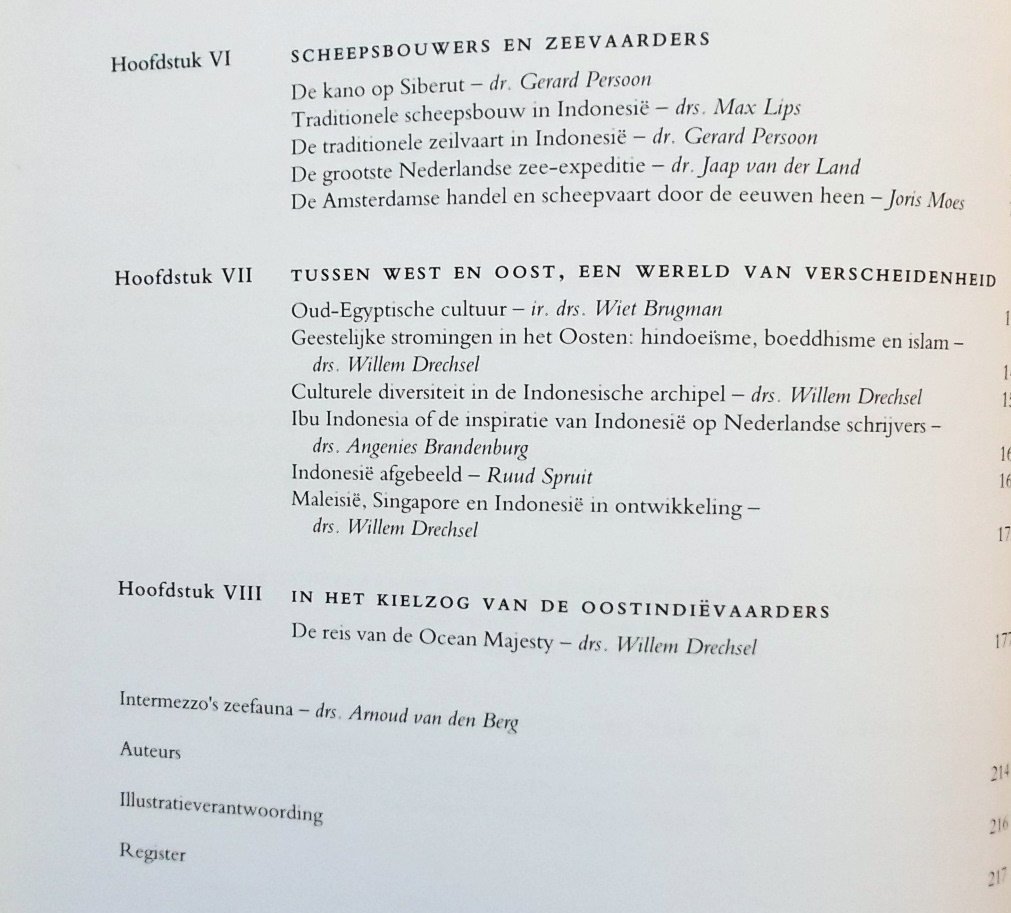 Hoofdstuk VI SCHEEPSBOUWERS EN ZEEVAARDERS
De kano op Siberut – dr. Gerard Persoon
Traditionele scheepsbouw in Indonesië – drs. Max Lips
De traditionele zeilvaart in Indonesië – dr. Gerard Persoon
De grootste Nederlandse zee-expeditie – dr. Jaap van der Land
De Amsterdamse handel en scheepvaart door de eeuwen heen – Joris Moes
Hoofdstuk VII TUSSEN WEST EN OOST, EEN WERELD VAN VERSCHEIDENHEID
Oud-Egyptische cultuur – ir. drs. Wiet Brugman
Geestelijke stromingen in het Oosten: hindoeïsme, boeddhisme en islam –
drs. Willem Drechsel
Culturele diversiteit in de Indonesische archipel – drs. Willem Drechsel
Ibu Indonesia of de inspiratie van Indonesië op Nederlandse schrijvers –
drs. Angenies Brandenburg
Indonesië afgebeeld – Ruud Spruit
Maleisië, Singapore en Indonesië in ontwikkeling –
drs. Willem Drechsel
Hoofdstuk VIII IN HET KIELZOG VAN DE OOSTINDIËVAARDERS
De reis van de Ocean Majesty – drs. Willem Drechsel 177
Intermezzo's zeefauna – drs. Arnoud van den Berg
Auteurs 214
Illustratieverantwoording 216
Register 217